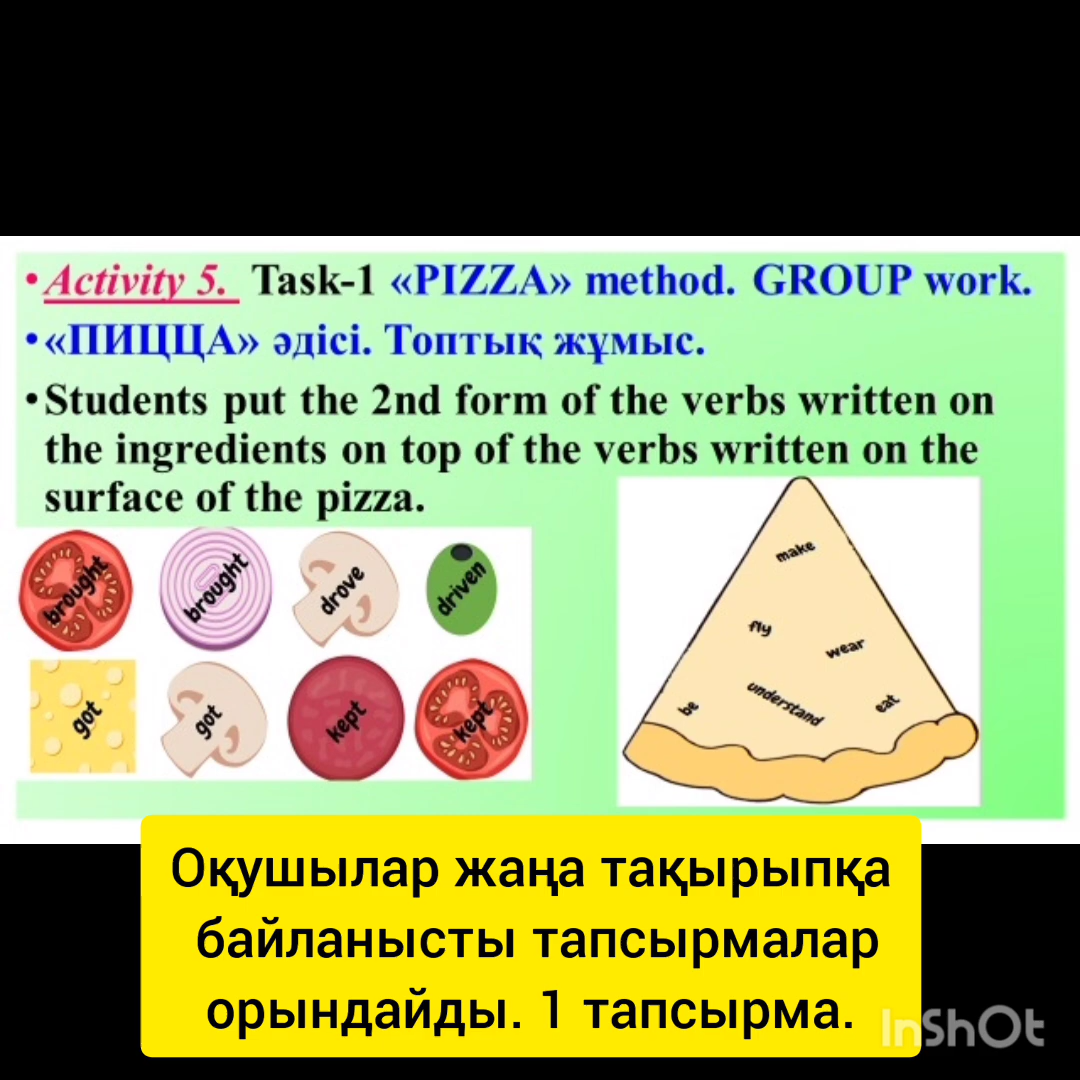 •Activity 5. Task-1 «PIZZA» method. GROUP work.
•«ПИЦЦА» әдісі. Топтық жұмыс.
•Students put the 2nd form of the verbs written on
the ingredients on top of the verbs written on the
surface of the pizza.
brought
brought
drove
driven
got
got
kept
kept
make
fly
wear
understand
be
eat
Оқушылар жаңа тақырыпқа
байланысты тапсырмалар
орындайды. 1 тапсырма.
InShOt